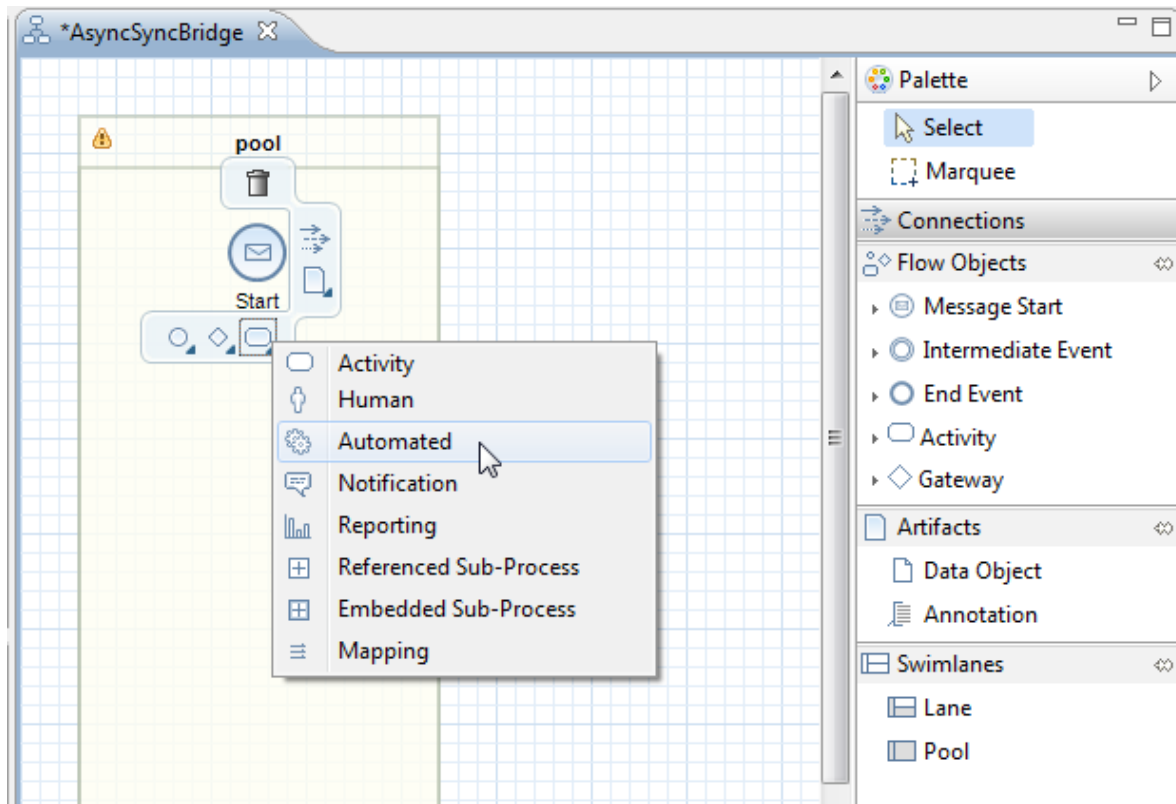 *AsyncSyncBridge
pool
Start
Activity
Human
Automated
Notification
Reporting
Referenced Sub-Process
Embedded Sub-Process
Mapping
Palette
Select
Marquee
Connections
Flow Objects
Message Start
Intermediate Event
End Event
Activity
Gateway
Artifacts
Data Object
Annotation
Swimlanes
Lane
Pool